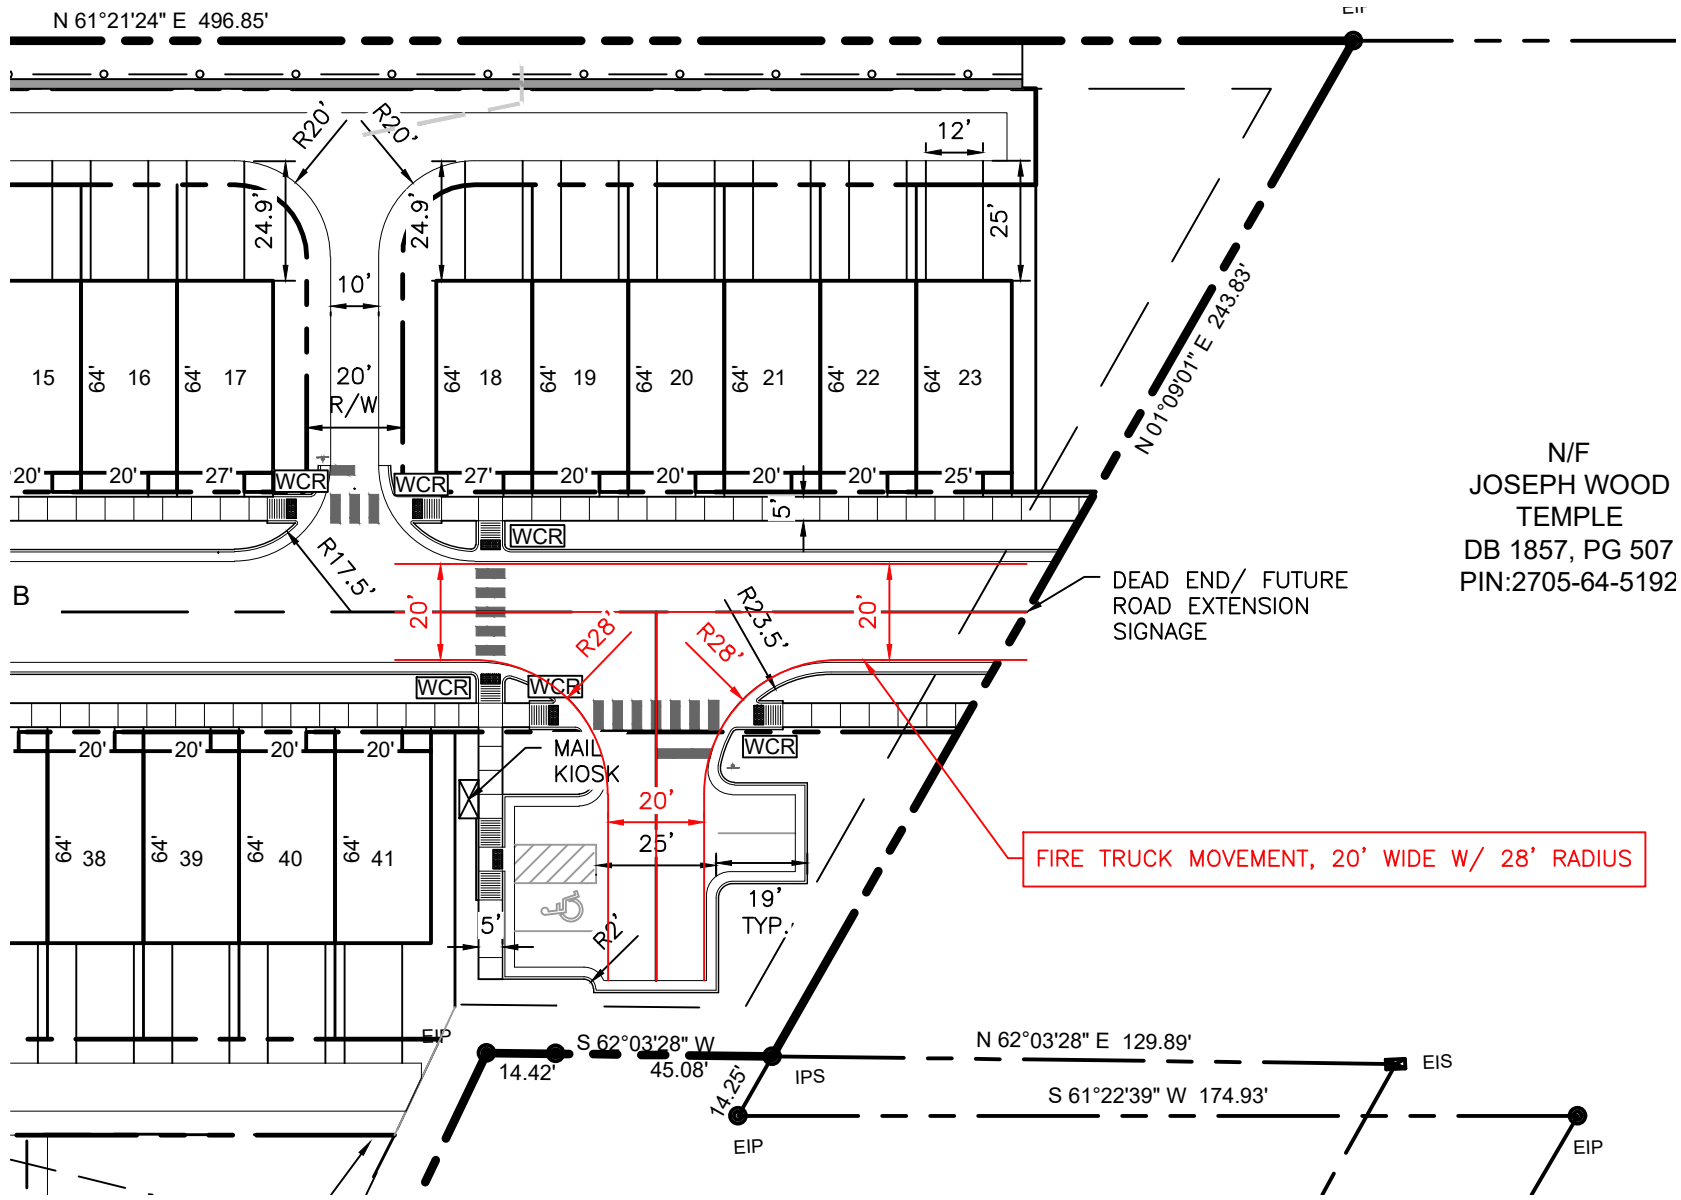 N 61°21'24" E  496.85'
EIP
R20'
R20'
12'
24.9'
24.9'
25'
10'
N 01°09'01" E  243.83'
15
64'
16
64'
17
20'
R/W
64'
18
64'
19
64'
20
64'
21
64'
22
64'
23
20'
20'
27'
WCR
WCR
27'
20'
20'
20'
20'
25'
N/F
JOSEPH WOOD
TEMPLE
DB 1857, PG 507
PIN:2705-64-5192
5'
WCR
R17.5'
B
20'
R28'
R28'
R23.5'
20'
DEAD END/ FUTURE
ROAD EXTENSION
SIGNAGE
WCR
WCR
WCR
20'
20'
20'
20'
MAIL
KIOSK
20'
25'
64'
38
64'
39
64'
40
64'
41
FIRE TRUCK MOVEMENT, 20' WIDE W/ 28' RADIUS
19'
TYP.
5'
R2'
EIP
S 62°03'28" W
14.42'
45.08'
IPS
N 62°03'28" E  129.89'
EIS
14.25'
S 61°22'39" W  174.93'
EIP
EIP